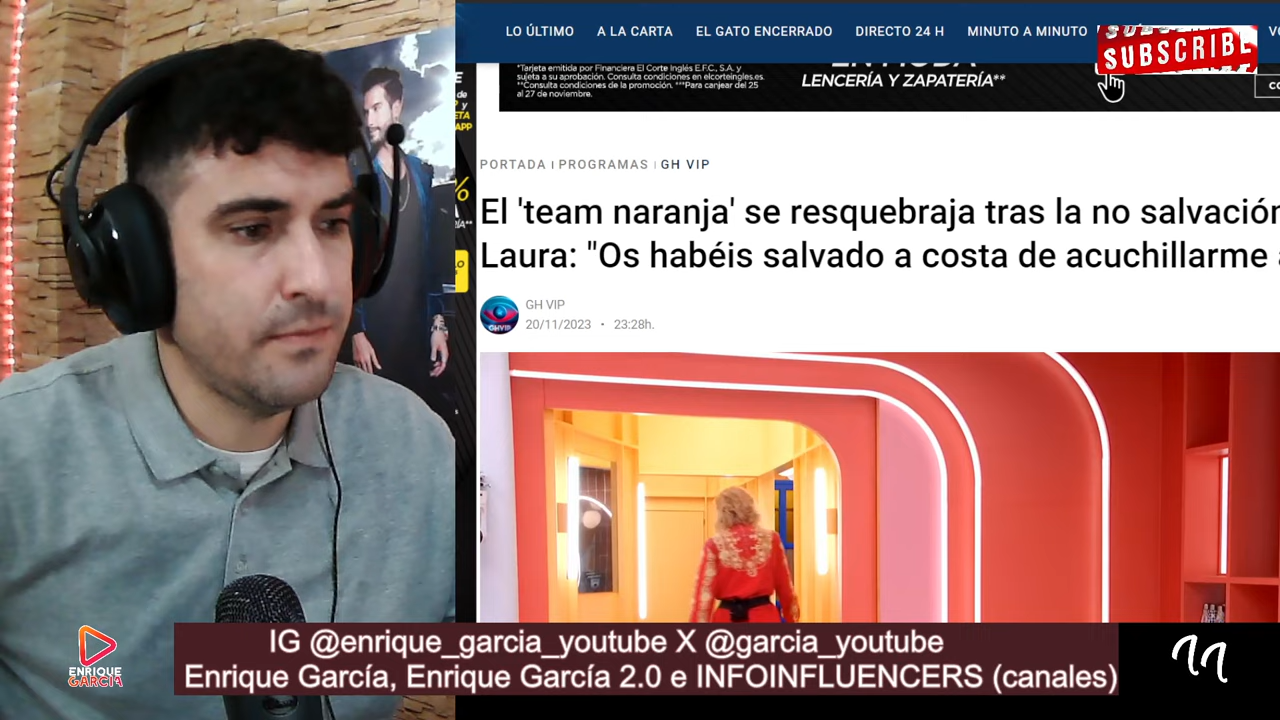 LO ÚLTIMO A LA CARTA EL GATO ENCERRADO DIRECTO 24 H MINUTO A MINUTO
SUBSCRIBE
*Tarjeta emitida por Financiera El Corte Inglés E.F.C., S.A. y
sujeta a su aprobación. Consulta condiciones en elcorteingles.es.
**Consulta condiciones de la promoción. ***Para canjear del 25
al 27 de noviembre.
LENCERÍA Y ZAPATERÍA**
PORTADA | PROGRAMAS | GH VIP
El 'team naranja' se resquebraja tras la no salvación
Laura: "Os habéis salvado a costa de acuchillarme
GH VIP
20/11/2023 • 23:28h.
GHVIP
IG @enrique_garcia_youtube X @garcia_youtube
Enrique García, Enrique García 2.0 e INFOINFLUENCERS (canales)
ENRIQUE
GARCÍA